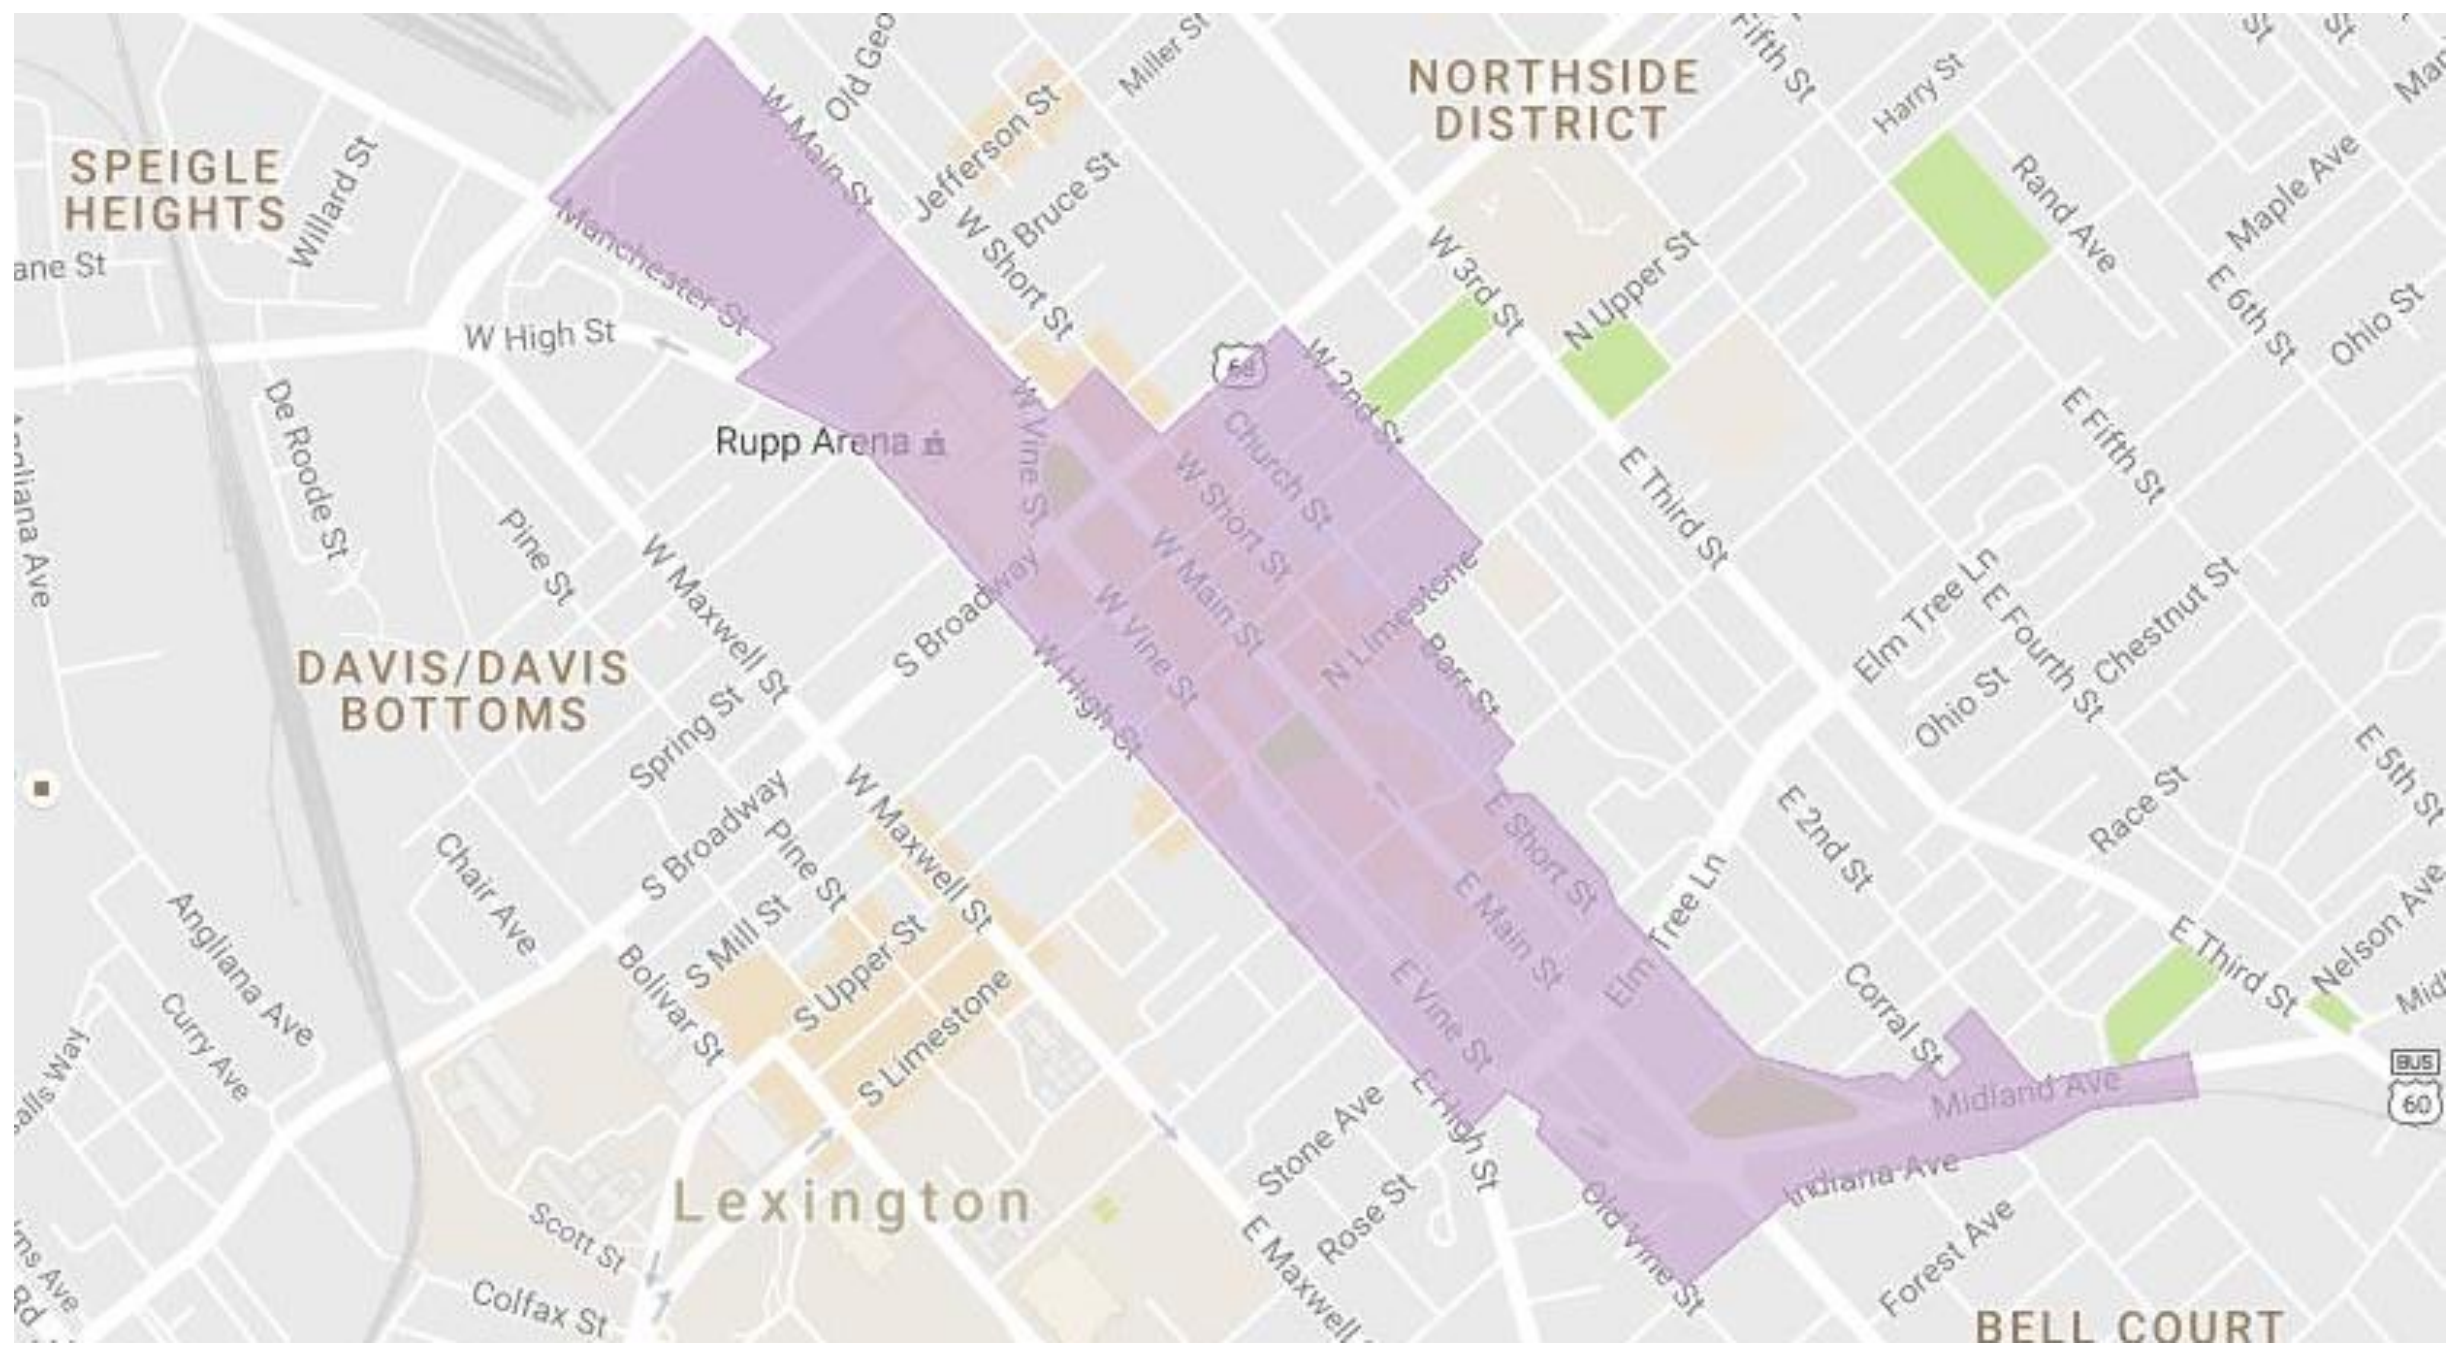 Old Geo
Miller St
Fifth St
St
St
NORTHSIDE
DISTRICT
Harry St
W Main St
Jefferson St
SPEIGLE
HEIGHTS
Willard St
Bruce St
Rand Ave
Maple Ave
Manchester St
W Short St
W 3rd St
N Upper St
E 6th St
Ohio St
W High St
68
W 2nd St
De Roode St
W Vine St
Church St
E Fifth St
Rupp Arena
W Short St
E Third St
Angliana Ave
Pine St
W Maxwell St
S Broadway
W Main St
W Vine St
N Limestone
Elm Tree Ln
E Fourth St
Chestnut St
DAVIS/DAVIS
BOTTOMS
Spring St
W High St
Barr St
Ohio St
E 5th St
S Broadway
Pine St
W Maxwell St
E Short St
E 2nd St
Race St
Chair Ave
Angliana Ave
S Mill St
S Upper St
E Main St
Elm Tree Ln
Nelson Ave
E Third St
Bolivar St
Curry Ave
S Limestone
E Vine St
Corral St
BUS
60
Midland Ave
Stone Ave
E High St
Indiana Ave
Lexington
Rose St
Old Vine St
Scott St
E Maxwell
Forest Ave
Colfax St
BELL COURT